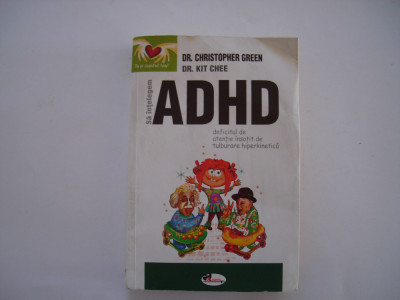 DR. CHRISTOPHER GREEN
DR. KIT CHEE
Să înțelegem
ADHD
deficitul de
atenție însoțit de
tulburare hiperkinetică